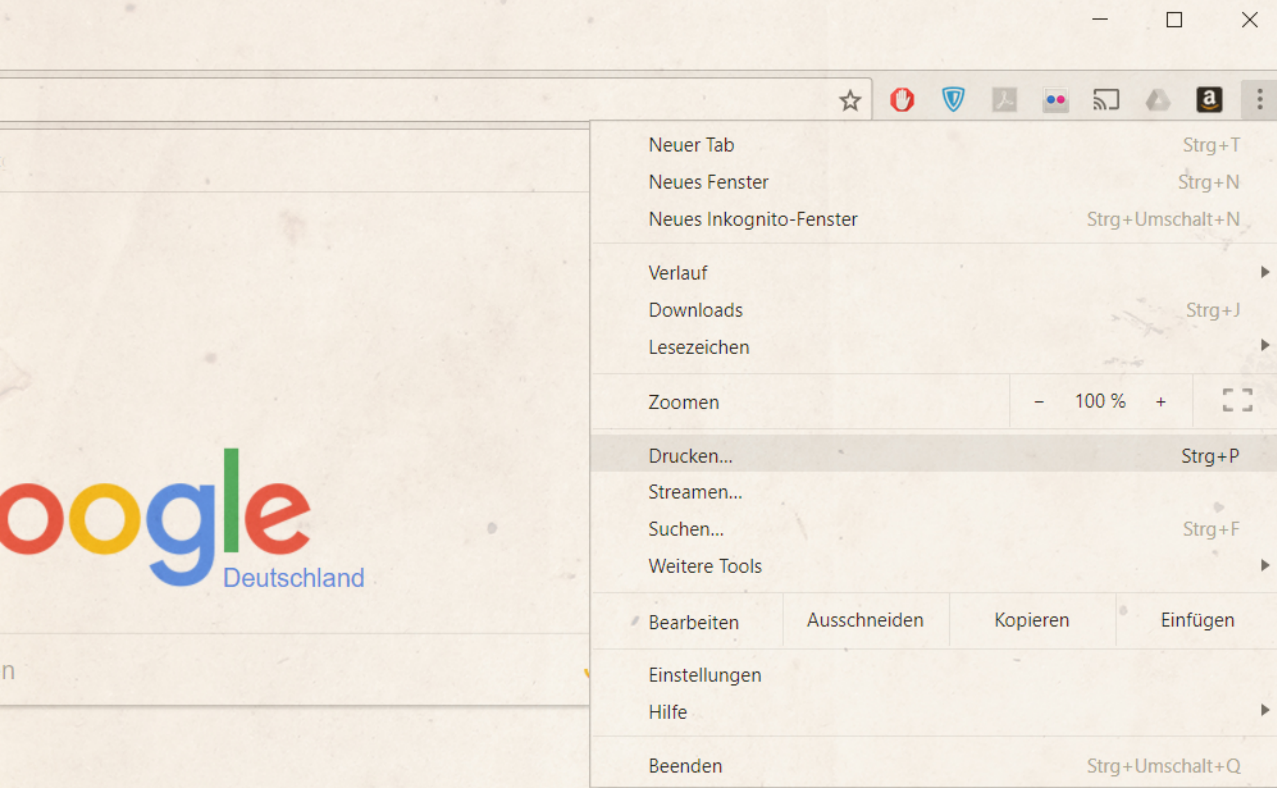 Neuer Tab Strg+T
Neues Fenster Strg+N
Neues Inkognito-Fenster Strg+Umschalt+N
Verlauf
Downloads Strg+J
Lesezeichen
Zoomen − 100 % +
Drucken... Strg+P
Streamen...
Suchen... Strg+F
Weitere Tools
Bearbeiten Ausschneiden Kopieren Einfügen
Einstellungen
Hilfe
Beenden Strg+Umschalt+Q
oogle
Deutschland
n
a